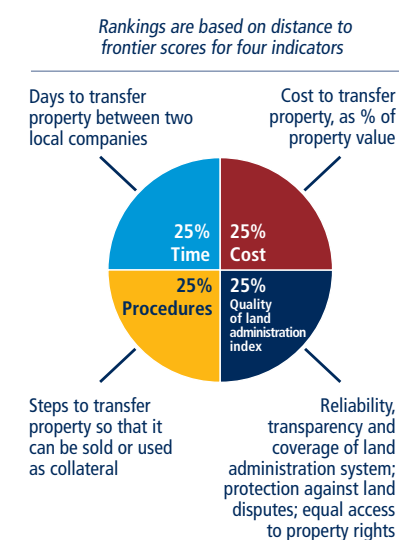 Rankings are based on distance to
frontier scores for four indicators
Days to transfer
property between two
local companies
Cost to transfer
property, as % of
property value
25%
Time
25%
Cost
25%
Procedures
25%
Quality
of land
administration
index
Steps to transfer
property so that it
can be sold or used
as collateral
Reliability,
transparency and
coverage of land
administration system;
protection against land
disputes; equal access
to property rights